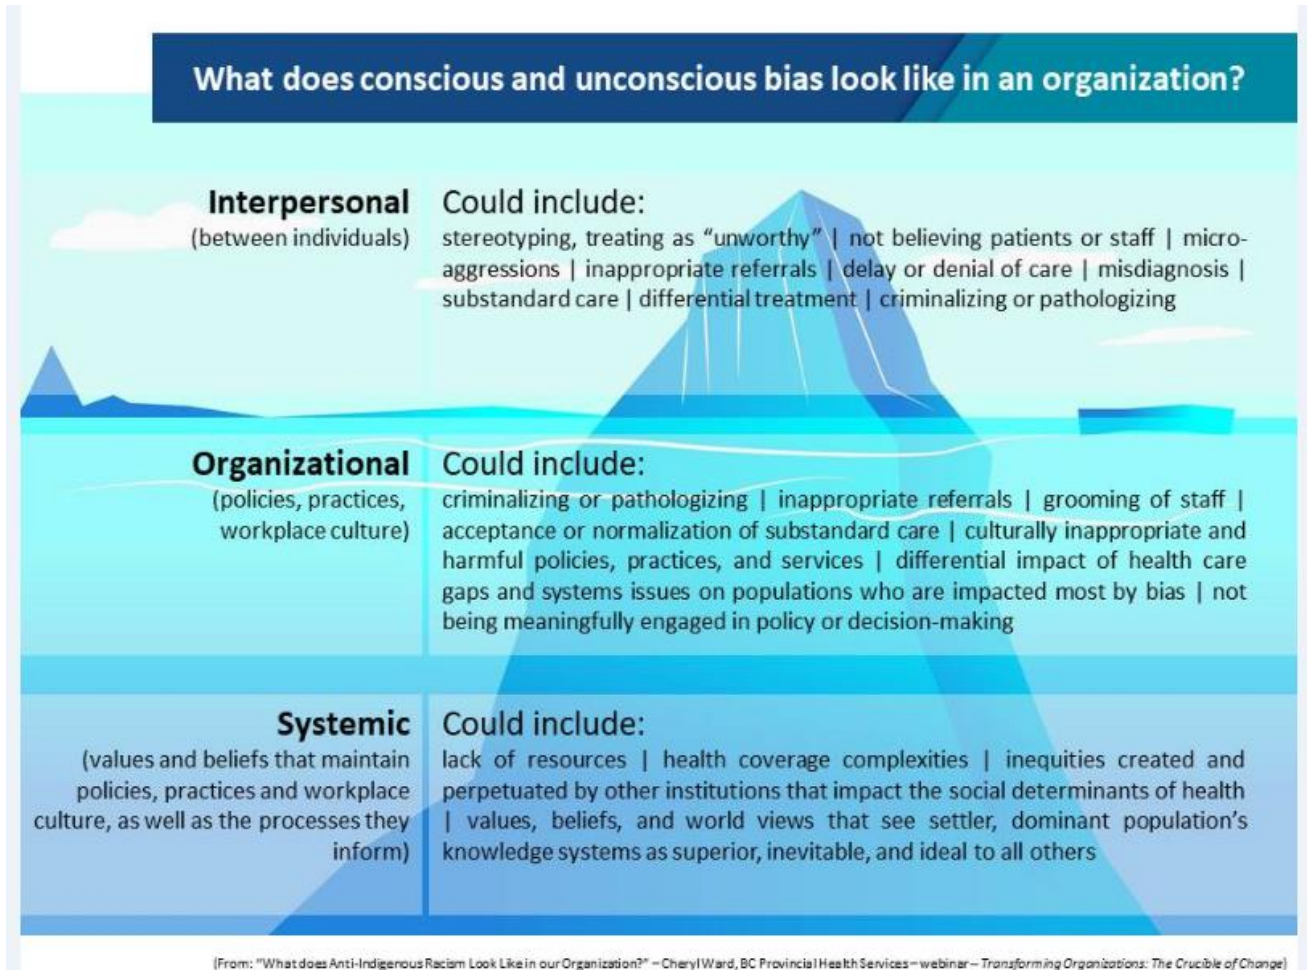 What does conscious and unconscious bias look like in an organization?
Interpersonal
(between individuals)
Could include:
stereotyping, treating as “unworthy” | not believing patients or staff | micro-
aggressions | inappropriate referrals | delay or denial of care | misdiagnosis |
substandard care | differential treatment | criminalizing or pathologizing
Organizational
(policies, practices,
workplace culture)
Could include:
criminalizing or pathologizing | inappropriate referrals | grooming of staff |
acceptance or normalization of substandard care | culturally inappropriate and
harmful policies, practices, and services | differential impact of health care
gaps and systems issues on populations who are impacted most by bias | not
being meaningfully engaged in policy or decision-making
Systemic
(values and beliefs that maintain
policies, practices and workplace
culture, as well as the processes they
inform)
Could include:
lack of resources | health coverage complexities | inequities created and
perpetuated by other institutions that impact the social determinants of health
| values, beliefs, and world views that see settler, dominant population’s
knowledge systems as superior, inevitable, and ideal to all others
(From: “What does Anti-Indigenous Racism Look Like in our Organization?” – Cheryl Ward, BC Provincial Health Services – webinar – Transforming Organizations: The Crucible of Change)